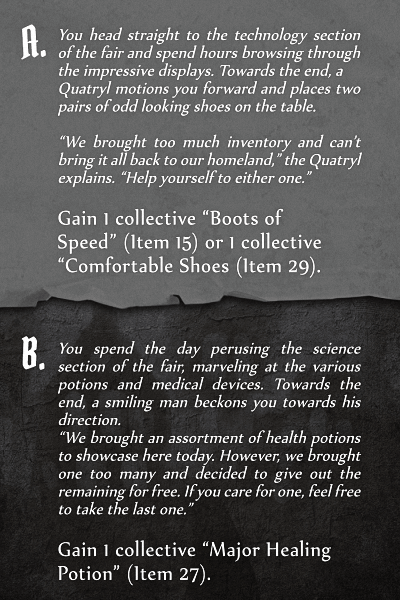 A. You head straight to the technology section
of the fair and spend hours browsing through
the impressive displays. Towards the end, a
Quatryl motions you forward and places two
pairs of odd looking shoes on the table.
“We brought too much inventory and can’t
bring it all back to our homeland,” the Quatryl
explains. “Help yourself to either one.”
Gain 1 collective “Boots of
Speed” (Item 15) or 1 collective
“Comfortable Shoes (Item 29).
B. You spend the day perusing the science
section of the fair, marveling at the various
potions and medical devices. Towards the
end, a smiling man beckons you towards his
direction.
“We brought an assortment of health potions
to showcase here today. However, we brought
one too many and decided to give out the
remaining for free. If you care for one, feel free
to take the last one.”
Gain 1 collective “Major Healing
Potion” (Item 27).